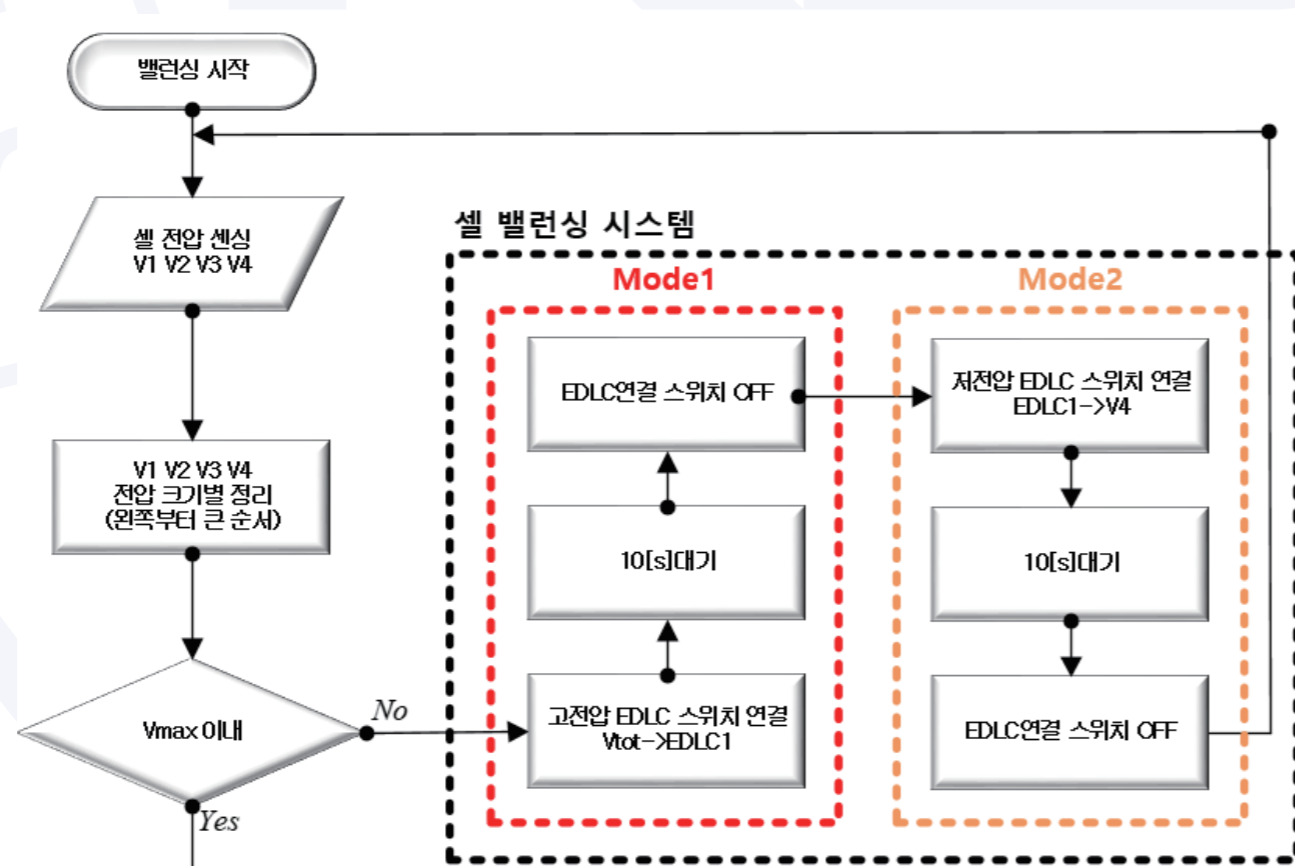 밸런싱 시작
셀 전압 센싱
V1 V2 V3 V4
V1 V2 V3 V4
전압 크기별 정리
(왼쪽부터 큰 순서)
Vmax 이내
No
Yes
셀 밸런싱 시스템
Mode1
EDLC연결 스위치 OFF
10[s]대기
고전압 EDLC 스위치 연결
Vtot->EDLC1
Mode2
저전압 EDLC 스위치 연결
EDLC1->V4
10[s]대기
EDLC연결 스위치 OFF